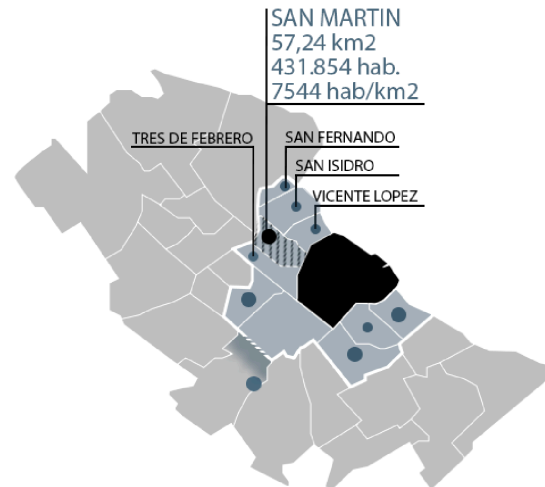 SAN MARTIN
57,24 km2
431.854 hab.
7544 hab/km2
TRES DE FEBRERO
SAN FERNANDO
SAN ISIDRO
VICENTE LOPEZ